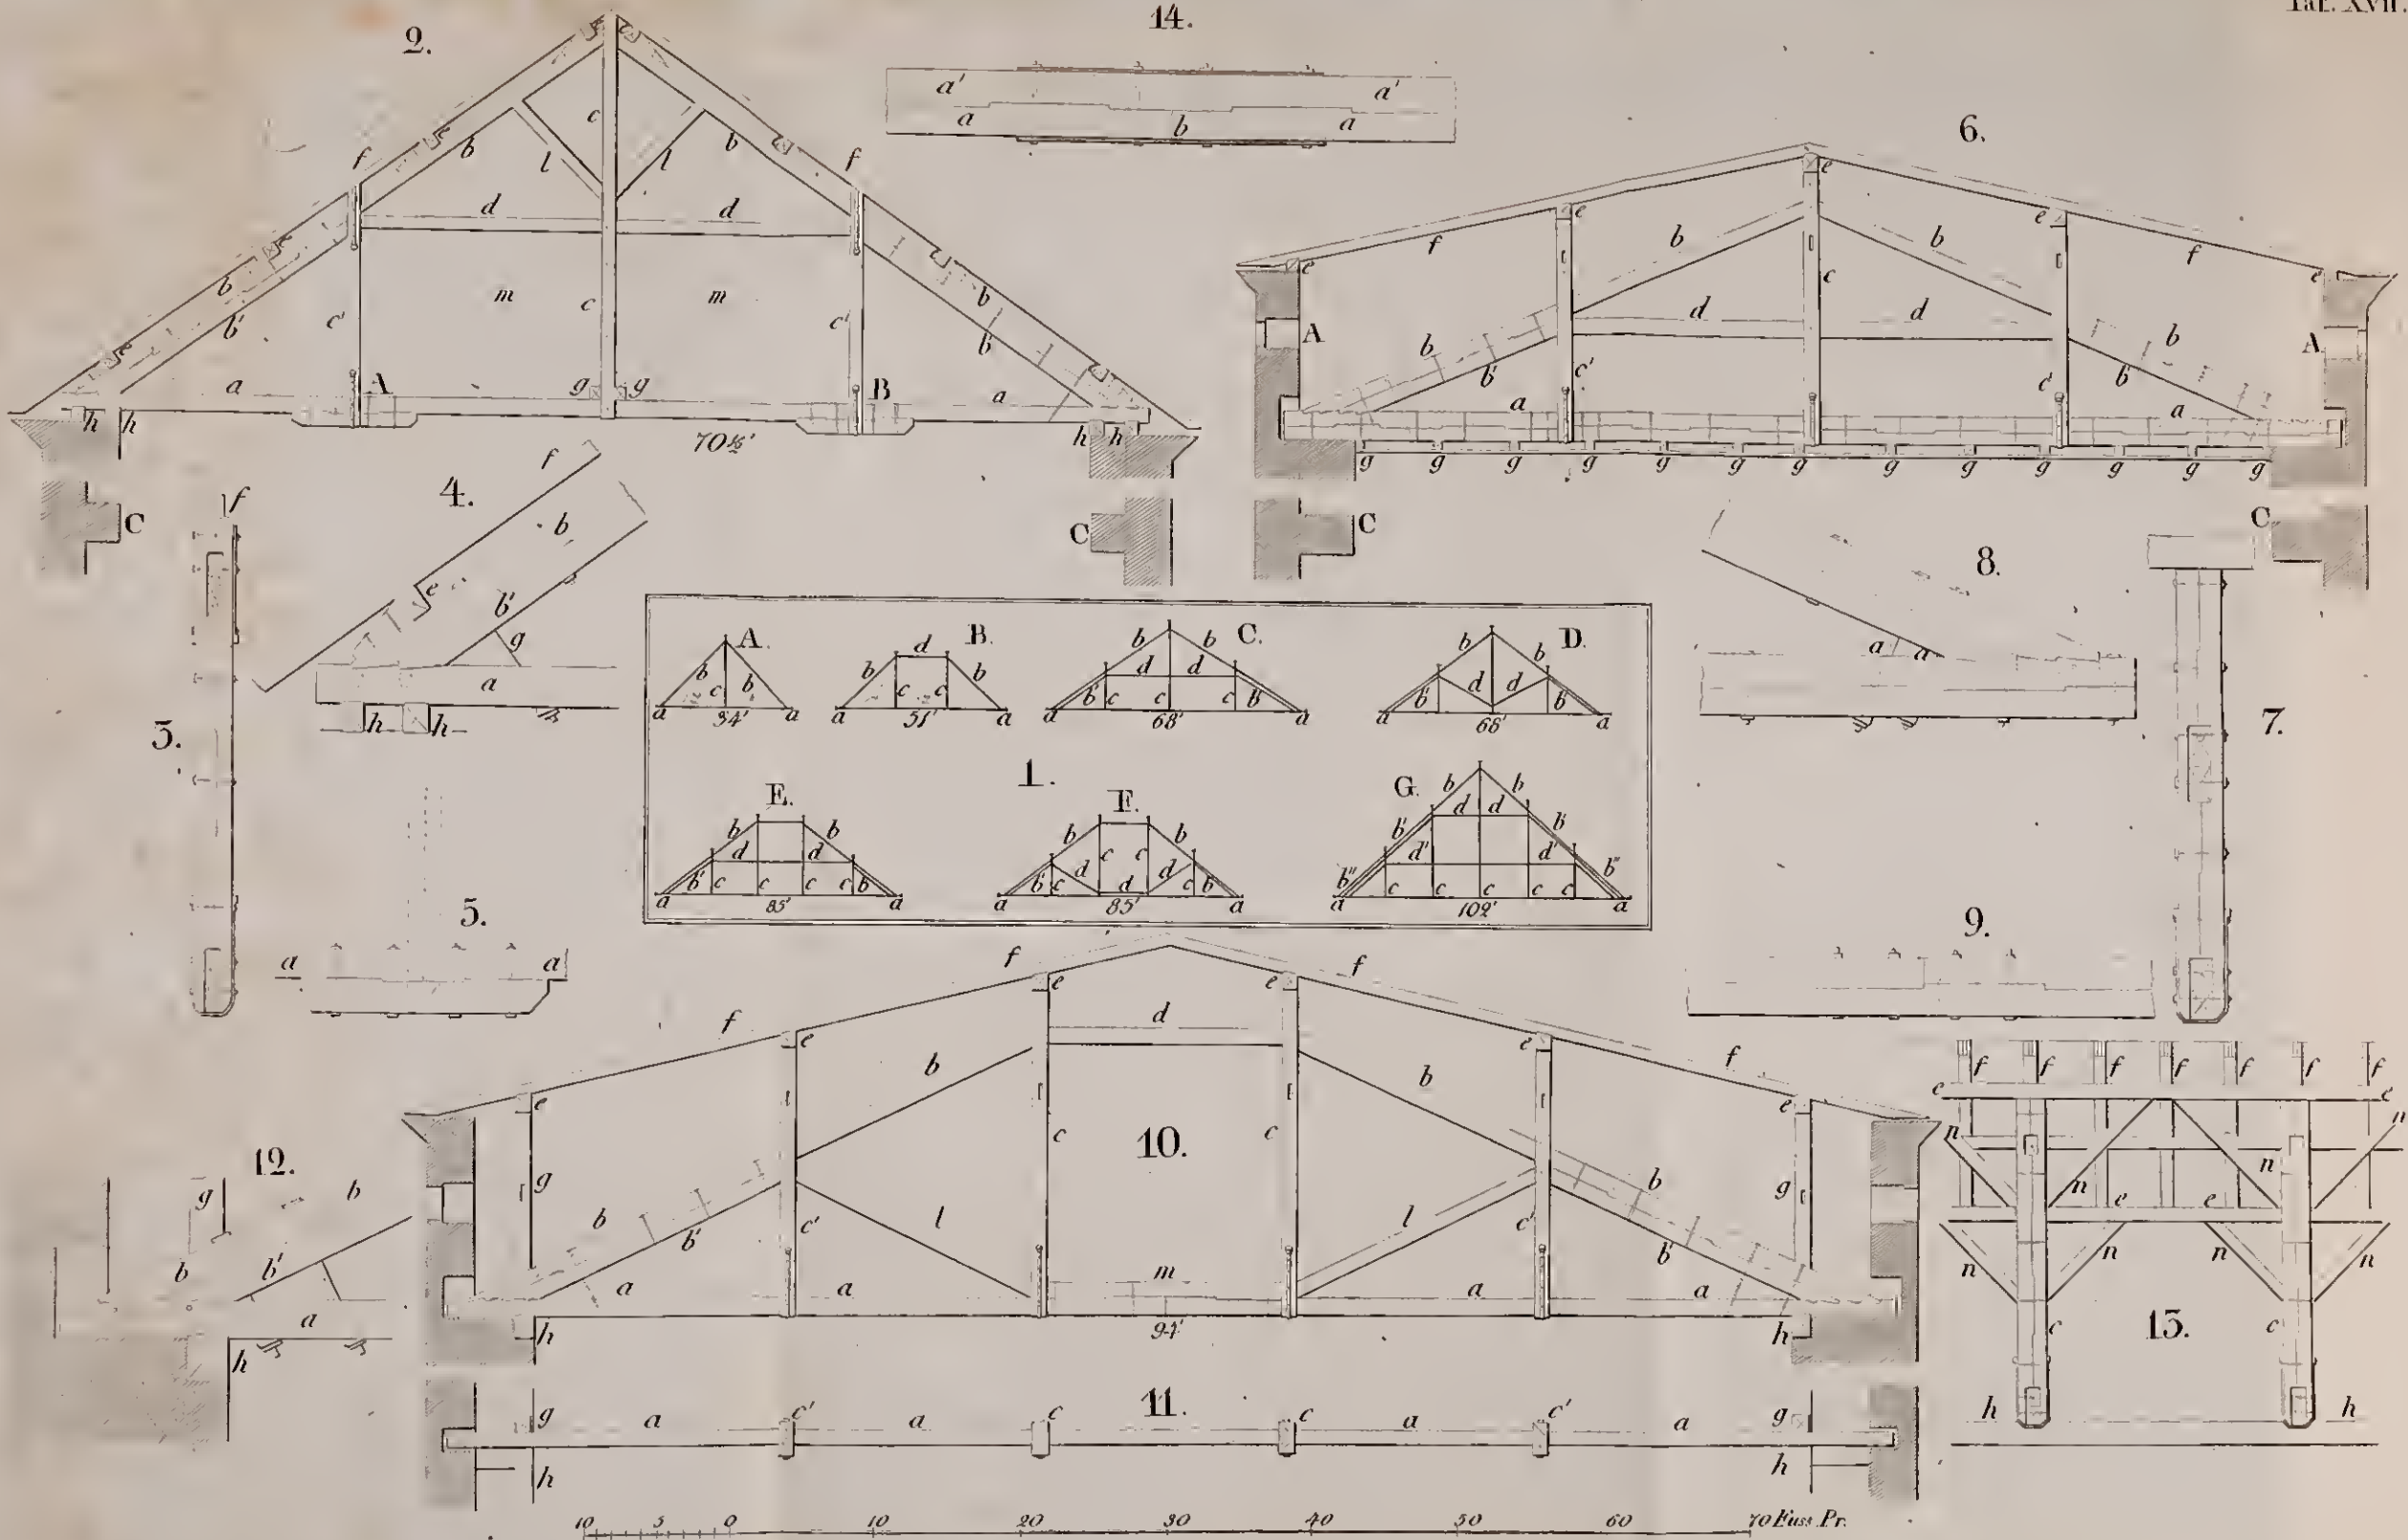 Taf. XVII.
2.
14.
6.
f b c b f
l l
d d
b b' c' m c m c' b b'
a A g g B a
h h 70½' h h
C C
a' a'
a b a
e e e
f b b f
e c e
A d d A
b b' c' c' b b'
a a
g g g g g g g g g g g g g
C C
3.
f
4.
f
b
e
b'
g
a
h h
5.
a a
8.
a a
7.
9.
1.
A.
b b
c
a 34' a
B.
d
b b
c c
a 51' a
C.
b b
d d
b' c c c b'
a 68' a
D.
b b
d d
b' b'
a 68' a
E.
b b
d d
b' c c c c b'
a 85' a
F.
b b
c c
d d
b' c d c b'
a 85' a
G.
b b
d d
b' b'
d' d'
b'' c c c c c b''
a 102' a
10.
f f
e e
f d f
e e
e b b e
g c c g
b b' l l b b'
c' c'
a a m a a
h 94' h
11.
g a c' a c a c a c' a g
h h
12.
g b
b b'
a
h
13.
f f f f f f f
e e
n n n n
e e
n n n n
c c
h h
10 5 0 10 20 30 40 50 60 70 Fuss Pr.